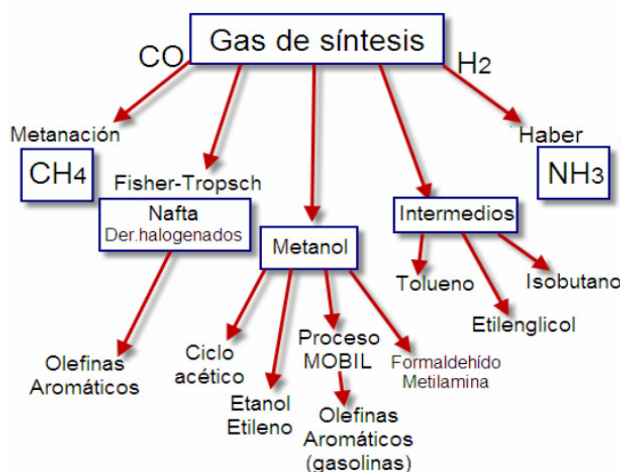 Gas de síntesis
CO
H2
Metanación
CH4
Fisher-Tropsch
Nafta
Der.halogenados
Metanol
Intermedios
Haber
NH3
Tolueno
Isobutano
Etilenglicol
Olefinas
Aromáticos
Ciclo
acético
Etanol
Etileno
Proceso
MOBIL
Olefinas
Aromáticos
(gasolinas)
Formaldehído
Metilamina